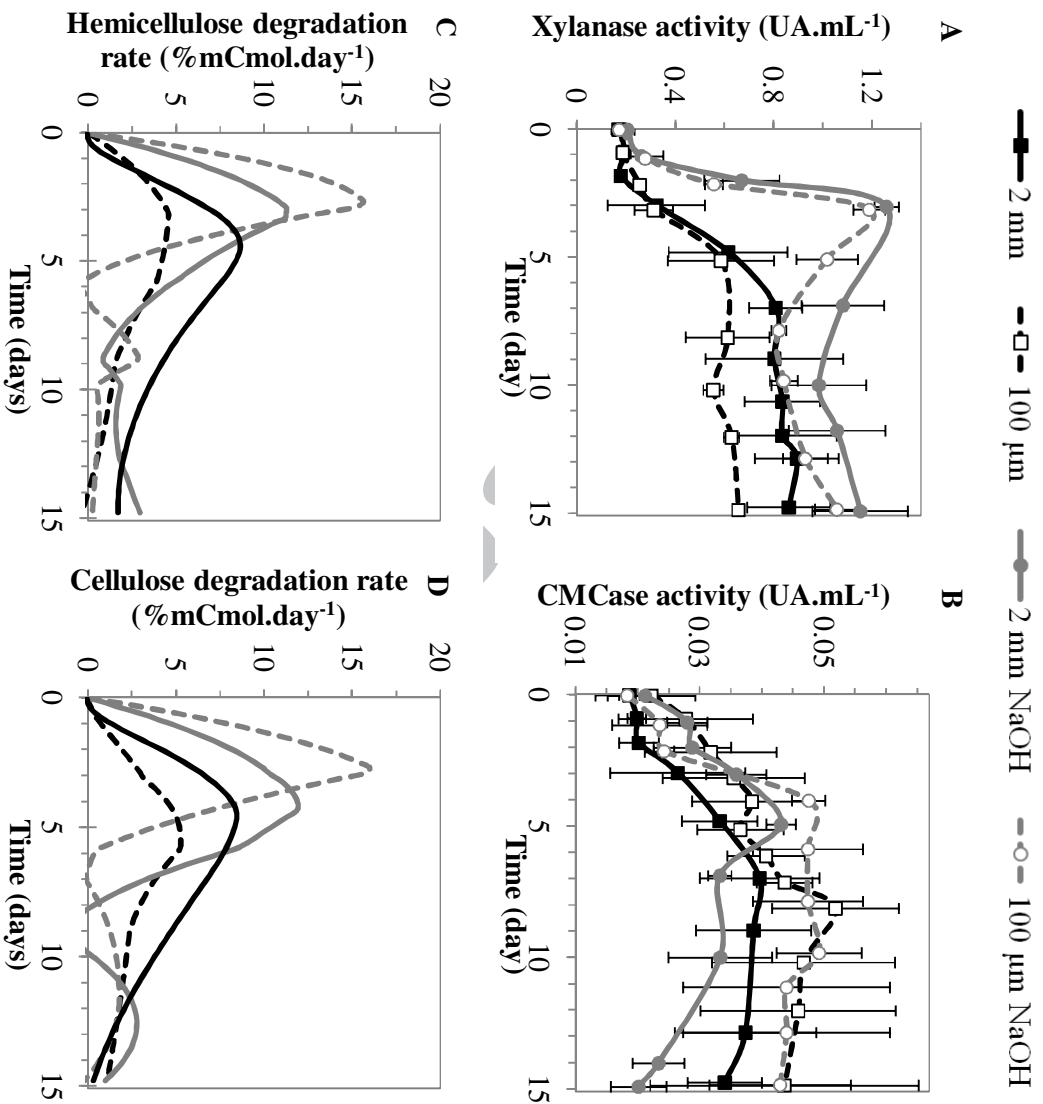 2 mm 100 µm 2 mm NaOH 100 µm NaOH
A
Xylanase activity (UA.mL-1)
0 0.4 0.8 1.2
0 5 10 15
Time (day)
B
CMCase activity (UA.mL-1)
0.01 0.03 0.05
0 5 10 15
Time (day)
C
Hemicellulose degradation
rate (%mCmol.day-1)
0 5 10 15 20
0 5 10 15
Time (days)
D
Cellulose degradation rate
(%mCmol.day-1)
0 5 10 15 20
0 5 10 15
Time (days)